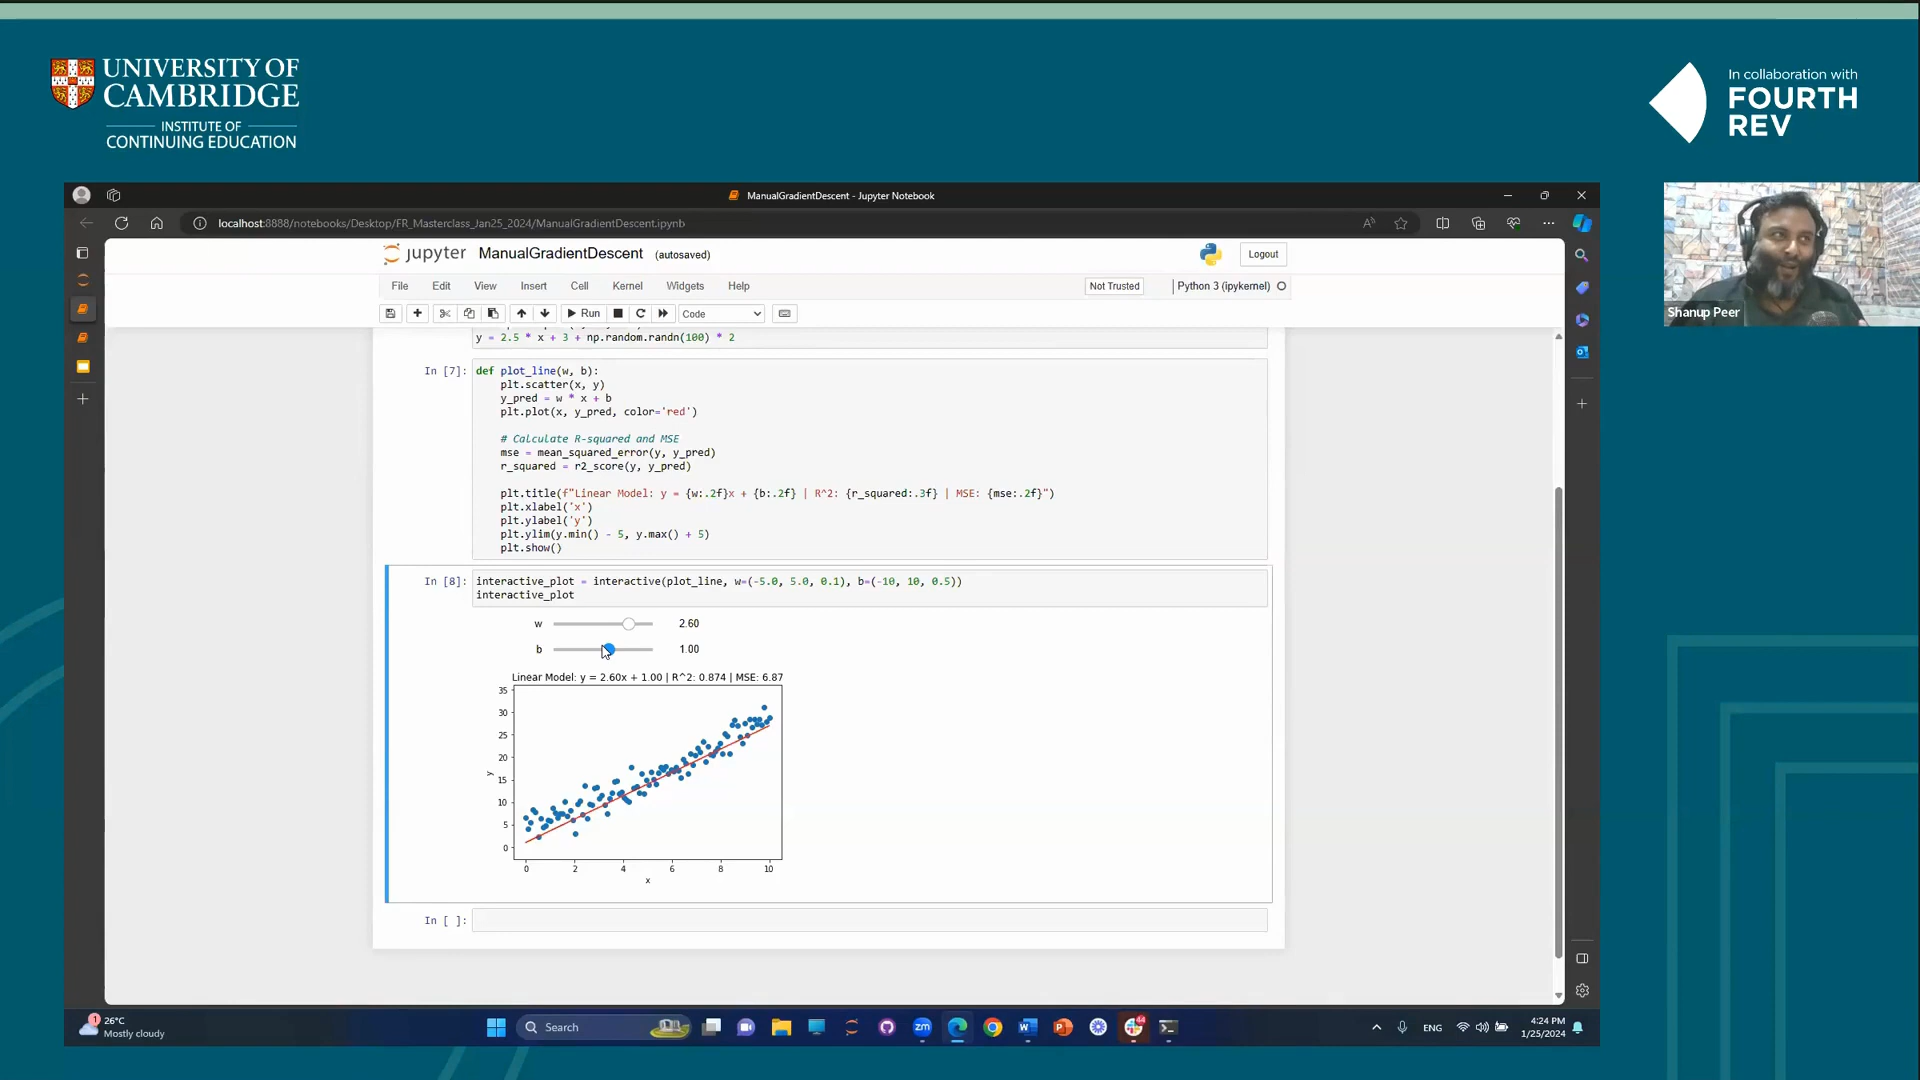 UNIVERSITY OF
CAMBRIDGE
INSTITUTE OF
CONTINUING EDUCATION
In collaboration with
FOURTH
REV
ManualGradientDescent - Jupyter Notebook
localhost:8888/notebooks/Desktop/FR_Masterclass_Jan25_2024/ManualGradientDescent.ipynb
jupyter ManualGradientDescent (autosaved)
Logout
File Edit View Insert Cell Kernel Widgets Help
Not Trusted Python 3 (ipykernel)
Run Code
y = 2.5 * x + 3 + np.random.randn(100) * 2
In [7]: def plot_line(w, b):
plt.scatter(x, y)
y_pred = w * x + b
plt.plot(x, y_pred, color='red')
# Calculate R-squared and MSE
mse = mean_squared_error(y, y_pred)
r_squared = r2_score(y, y_pred)
plt.title(f"Linear Model: y = {w:.2f}x + {b:.2f} | R^2: {r_squared:.3f} | MSE: {mse:.2f}")
plt.xlabel('x')
plt.ylabel('y')
plt.ylim(y.min() - 5, y.max() + 5)
plt.show()
In [8]: interactive_plot = interactive(plot_line, w=(-5.0, 5.0, 0.1), b=(-10, 10, 0.5))
interactive_plot
w 2.60
b 1.00
Linear Model: y = 2.60x + 1.00 | R^2: 0.874 | MSE: 6.87
35
30
25
20
15
10
5
0
y
0 2 4 6 8 10
x
In [ ]:
Shanup Peer
1
26°C
Mostly cloudy
Search
zm
44
ENG
4:24 PM
1/25/2024